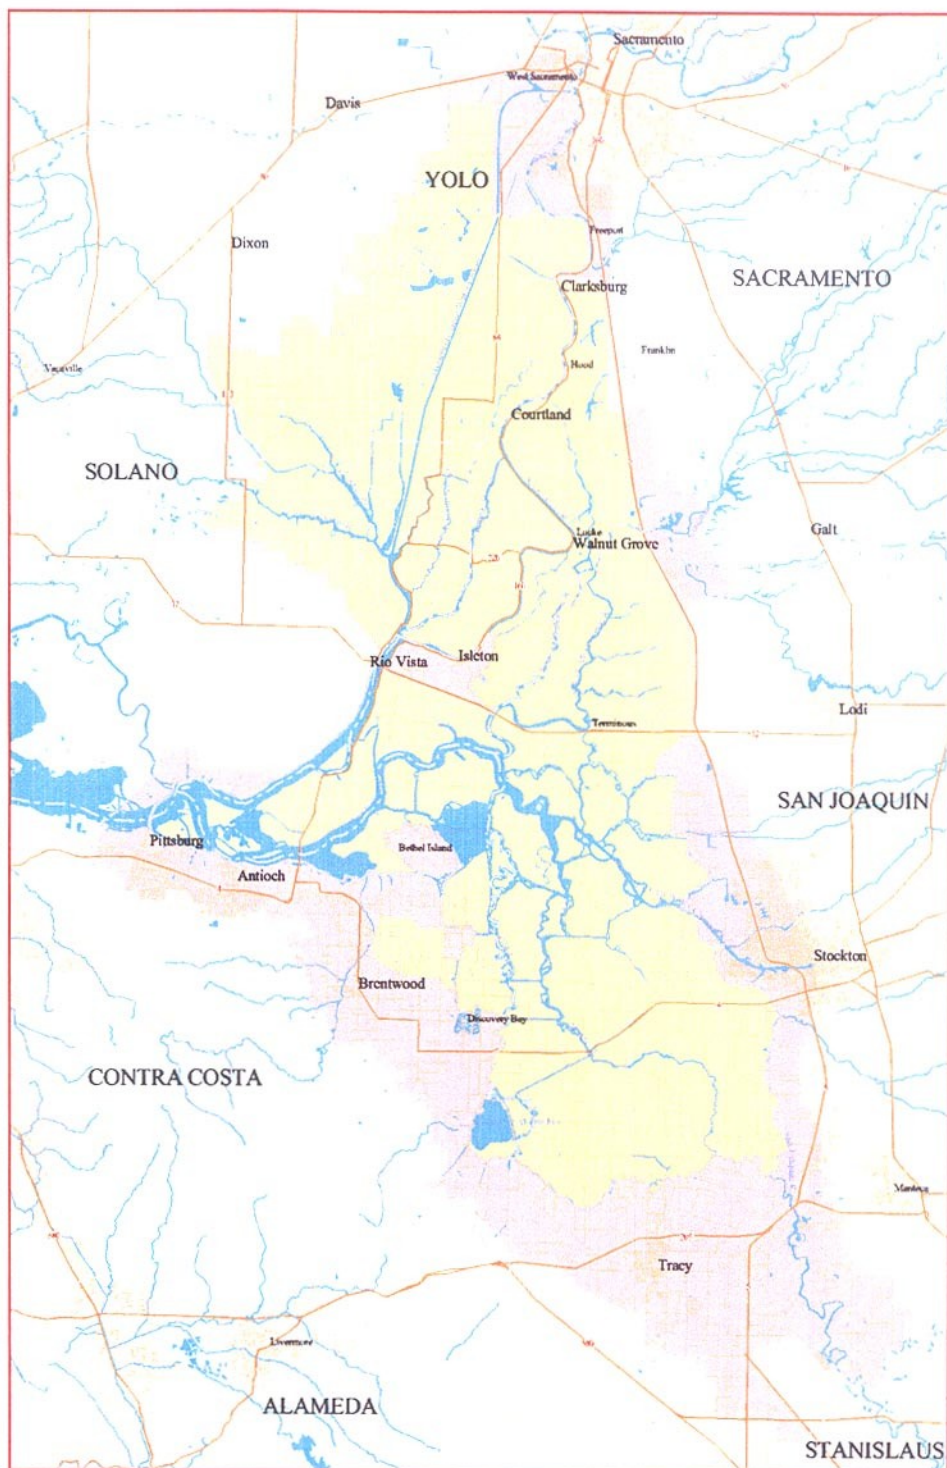 Sacramento
West Sacramento
Davis
YOLO
Freeport
Dixon
SACRAMENTO
Clarksburg
Franklin
Hood
Vacaville
Courtland
SOLANO
Galt
Locke
Walnut Grove
Isleton
Rio Vista
Lodi
Terminous
12
SAN JOAQUIN
Pittsburg
Bethel Island
Antioch
Stockton
Brentwood
Discovery Bay
CONTRA COSTA
Manteca
Tracy
Livermore
ALAMEDA
STANISLAUS